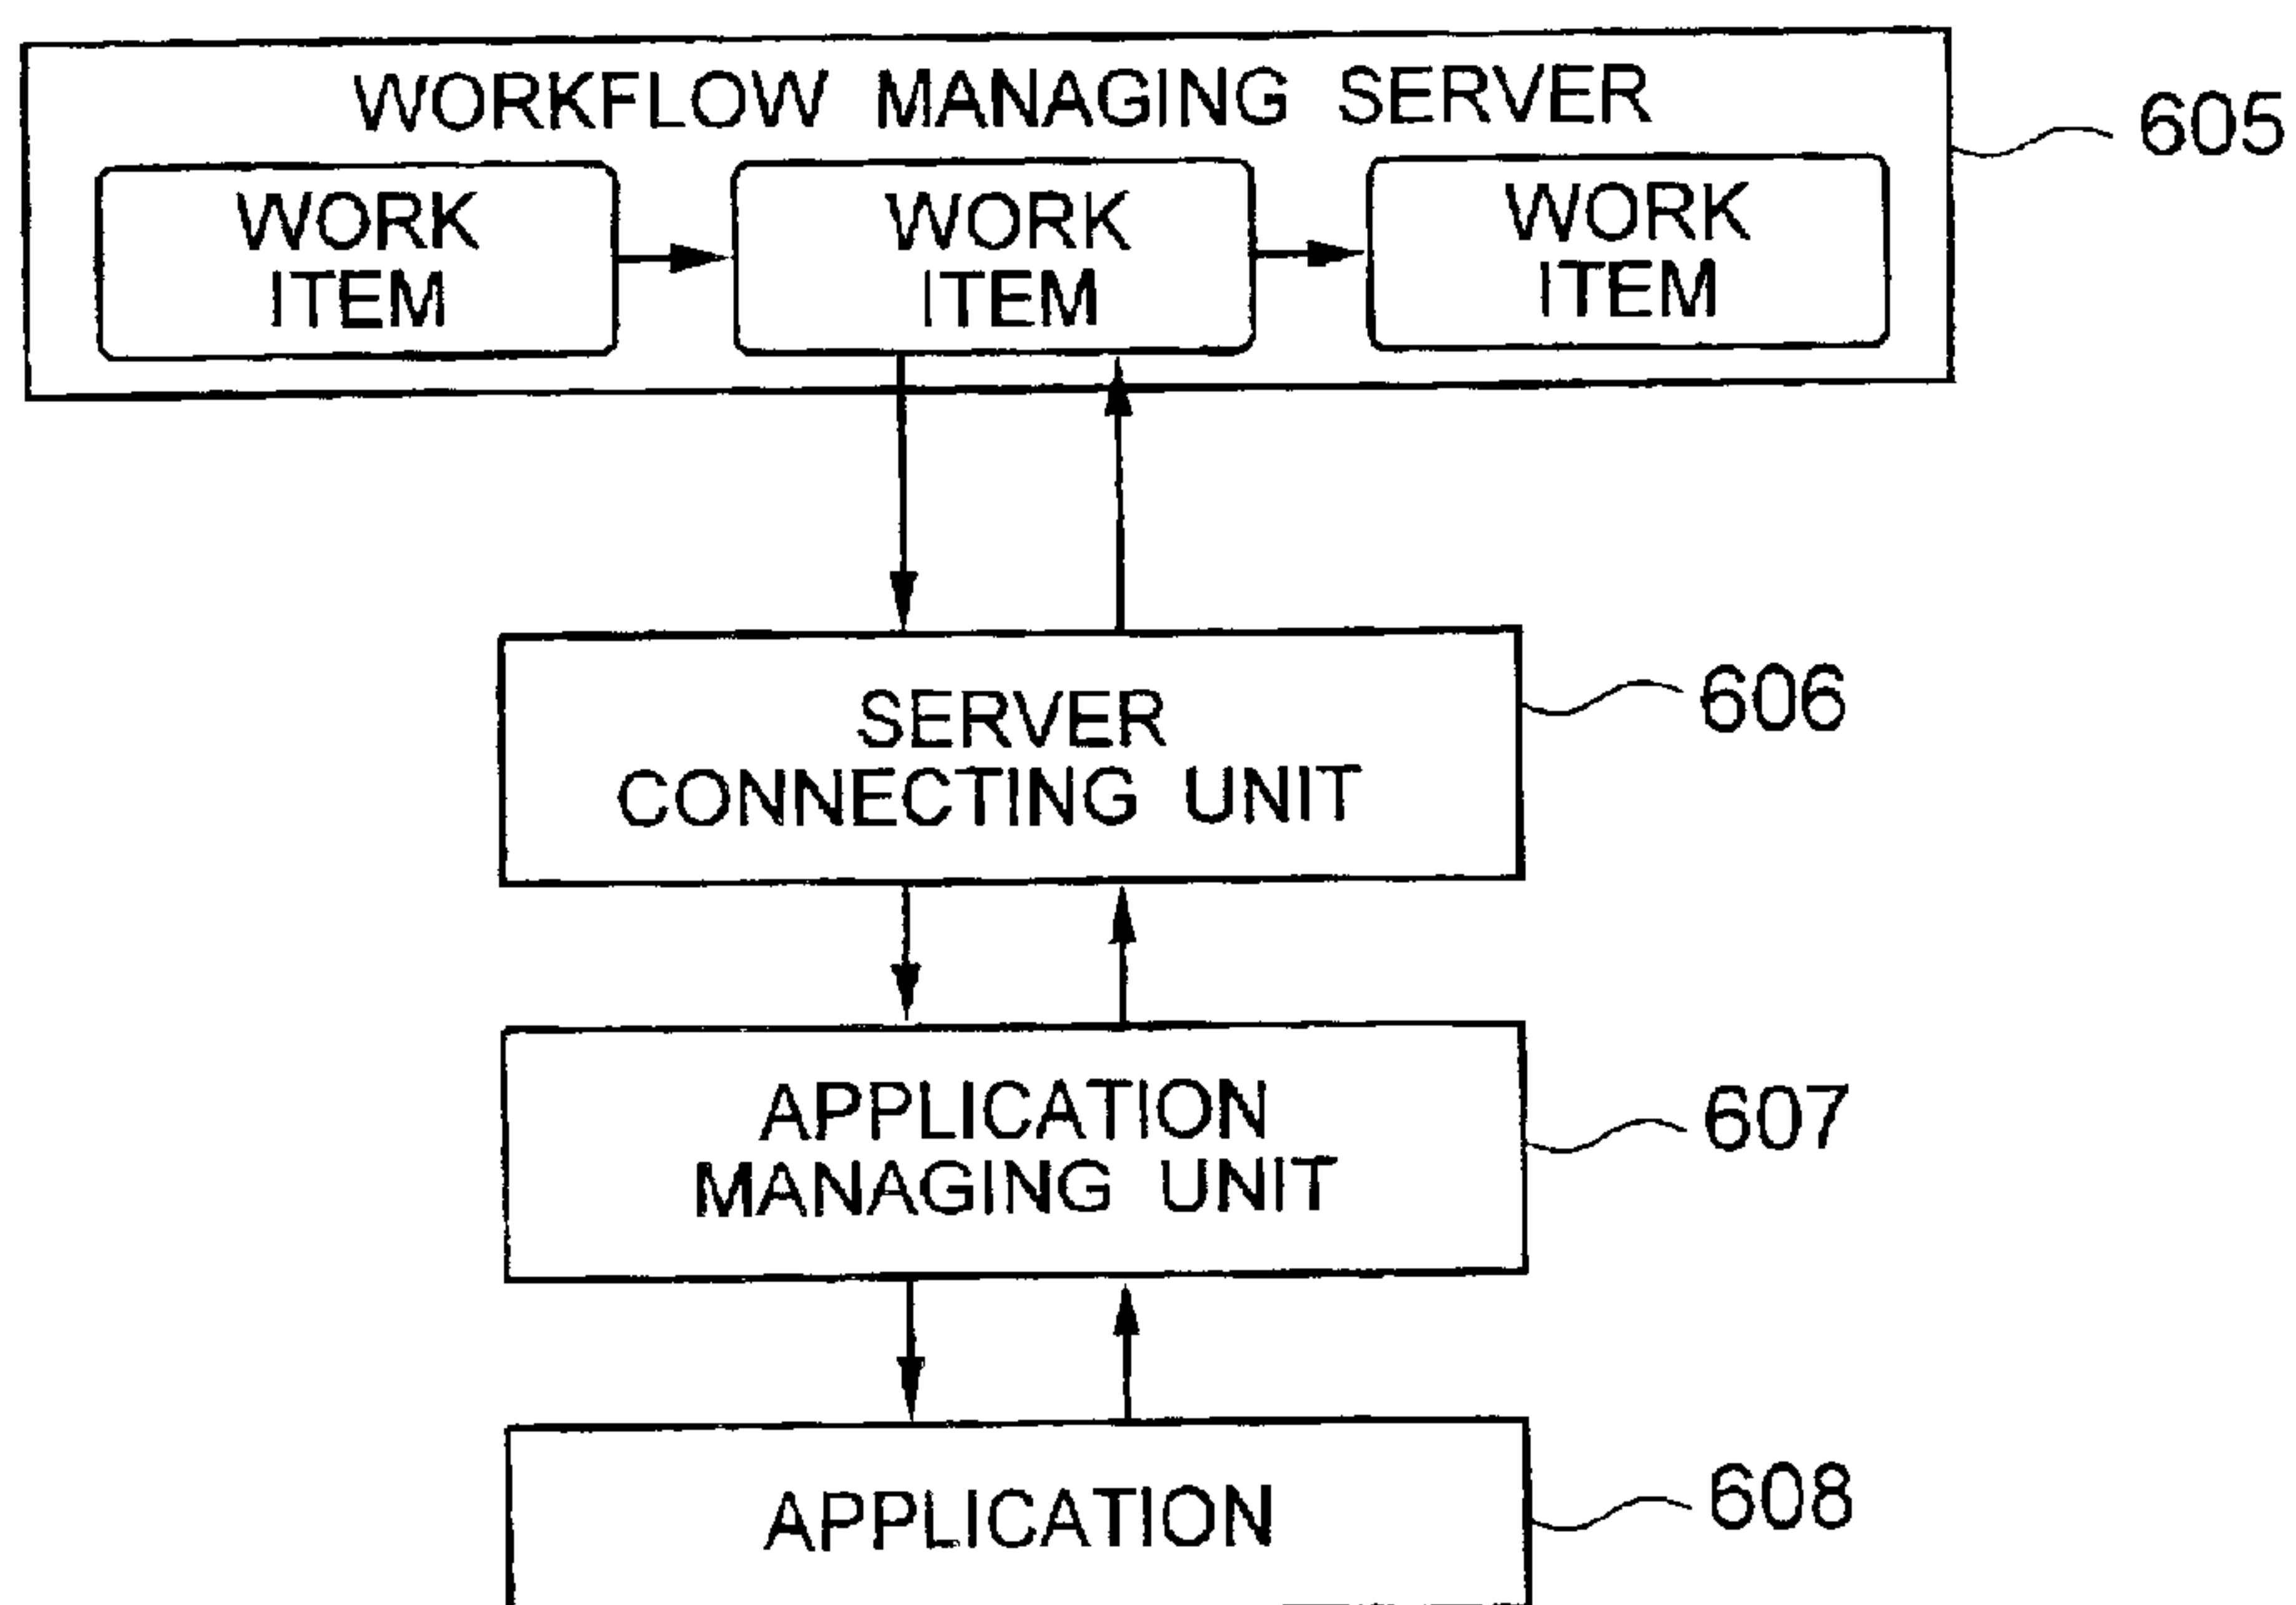 WORKFLOW MANAGING SERVER
605
WORK
ITEM
WORK
ITEM
WORK
ITEM
SERVER
CONNECTING UNIT
606
APPLICATION
MANAGING UNIT
607
APPLICATION
608